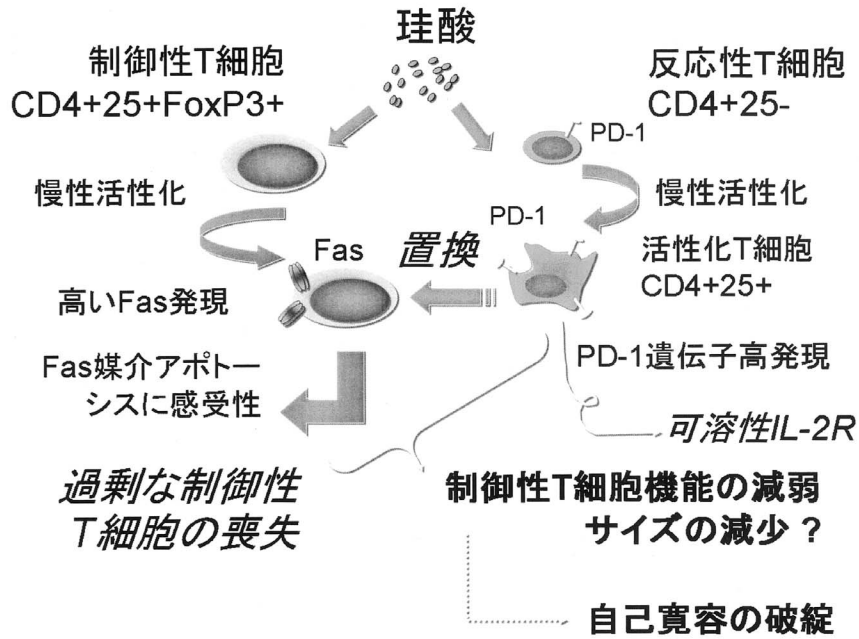 珪酸
制御性T細胞
CD4+25+FoxP3+
反応性T細胞
CD4+25-
PD-1
慢性活性化
慢性活性化
PD-1
Fas
置換
活性化T細胞
CD4+25+
高いFas発現
PD-1遺伝子高発現
Fas媒介アポトー
シスに感受性
可溶性IL-2R
過剰な制御性
T細胞の喪失
制御性T細胞機能の減弱
サイズの減少？
自己寛容の破綻